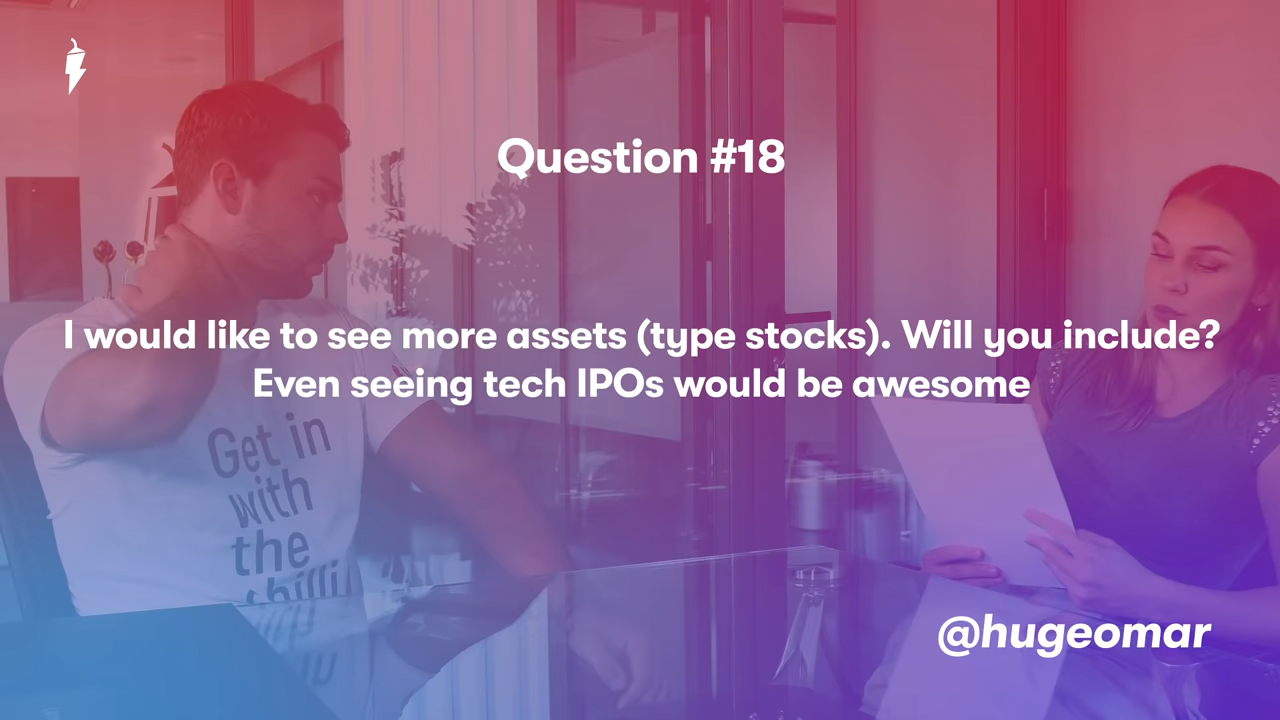 Question #18
I would like to see more assets (type stocks). Will you include?
Even seeing tech IPOs would be awesome
Get in
with
the
chilli
@hugeomar